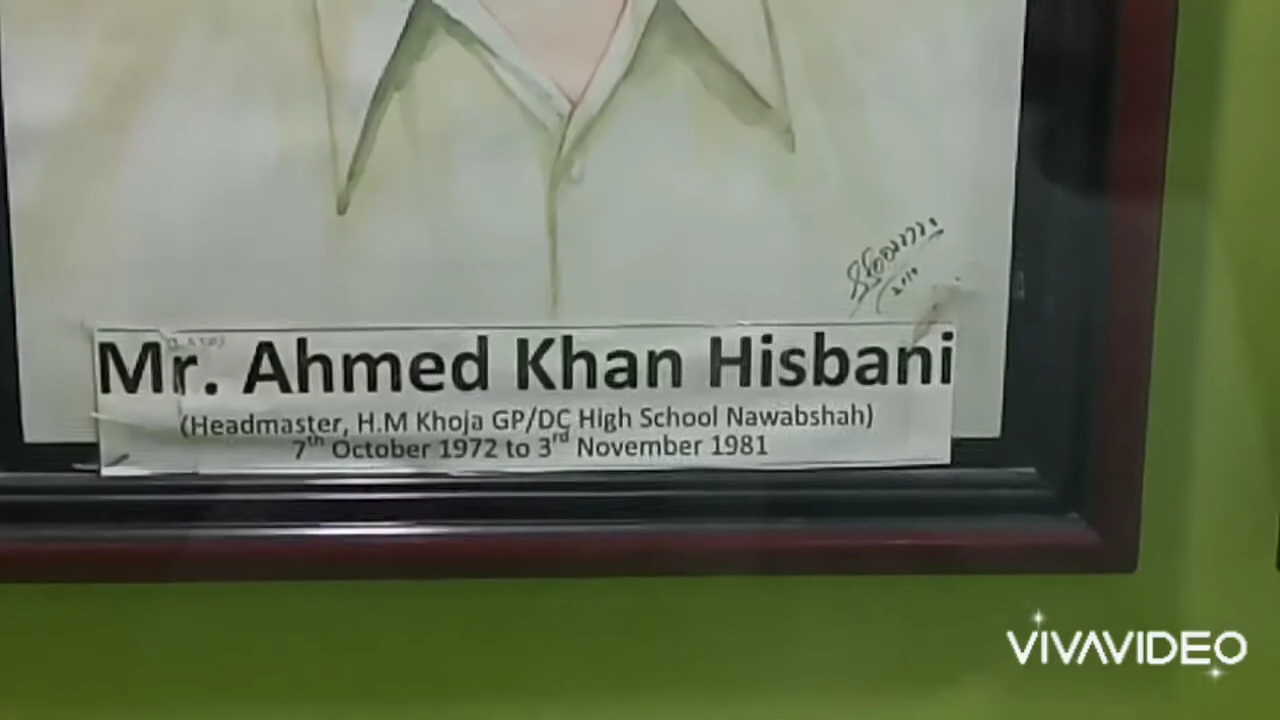 Mr. Ahmed Khan Hisbani
(Headmaster, H.M Khoja GP/DC High School Nawabshah)
7th October 1972 to 3rd November 1981
VIVAVIDEO